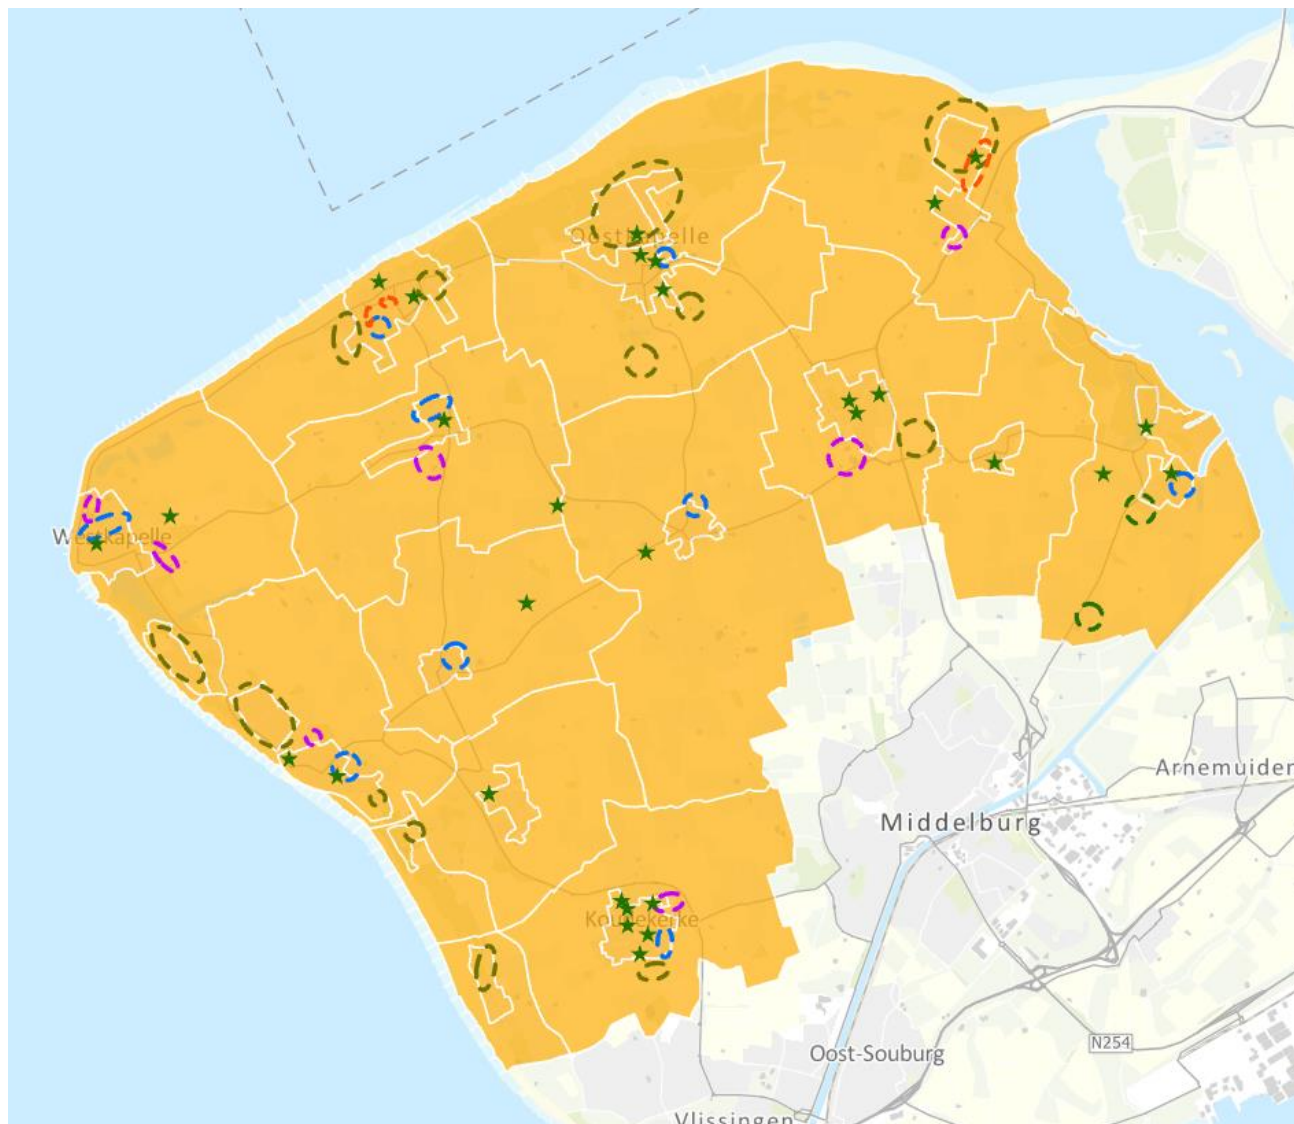 Oostkapelle
Westkapelle
Arnemuiden
Middelburg
Koudekerke
N254
Oost-Souburg
Vlissingen